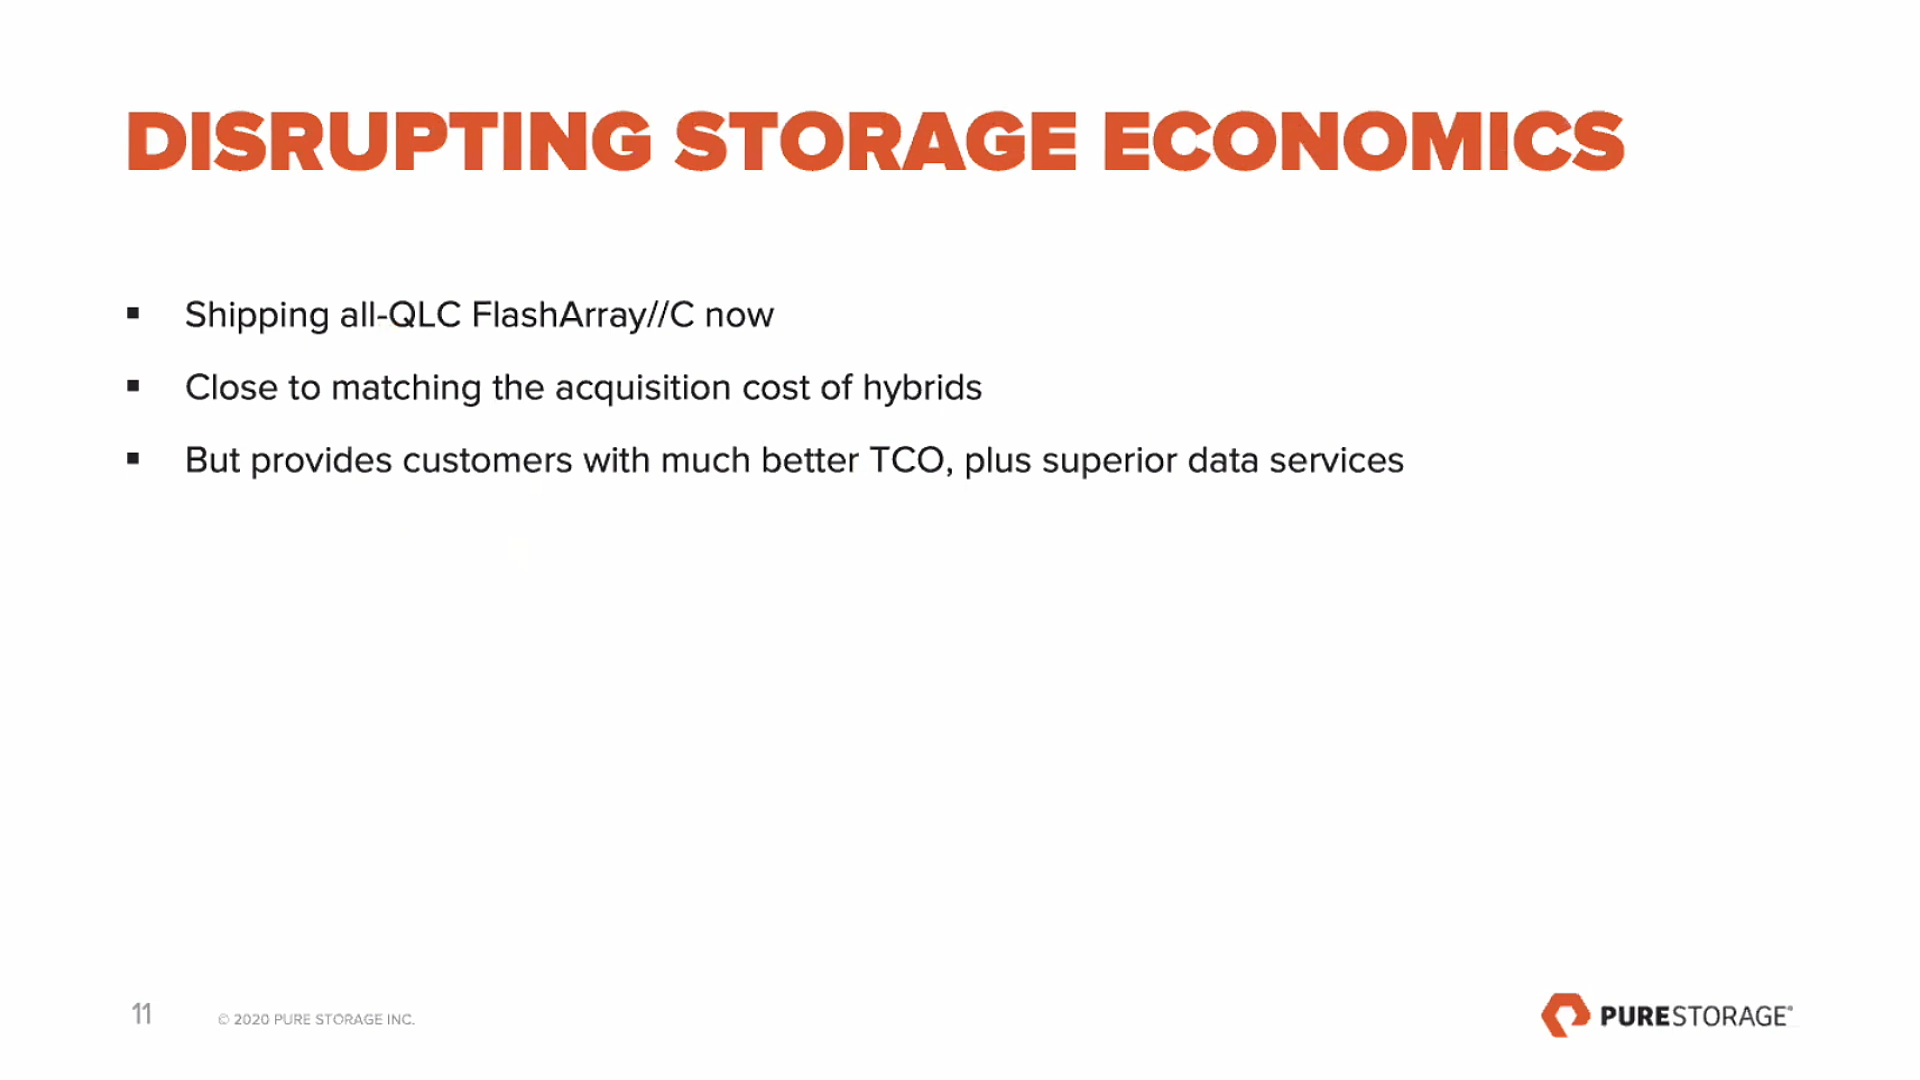 DISRUPTING STORAGE ECONOMICS
▪ Shipping all-QLC FlashArray//C now
▪ Close to matching the acquisition cost of hybrids
▪ But provides customers with much better TCO, plus superior data services
11
© 2020 PURE STORAGE INC.
PURESTORAGE®